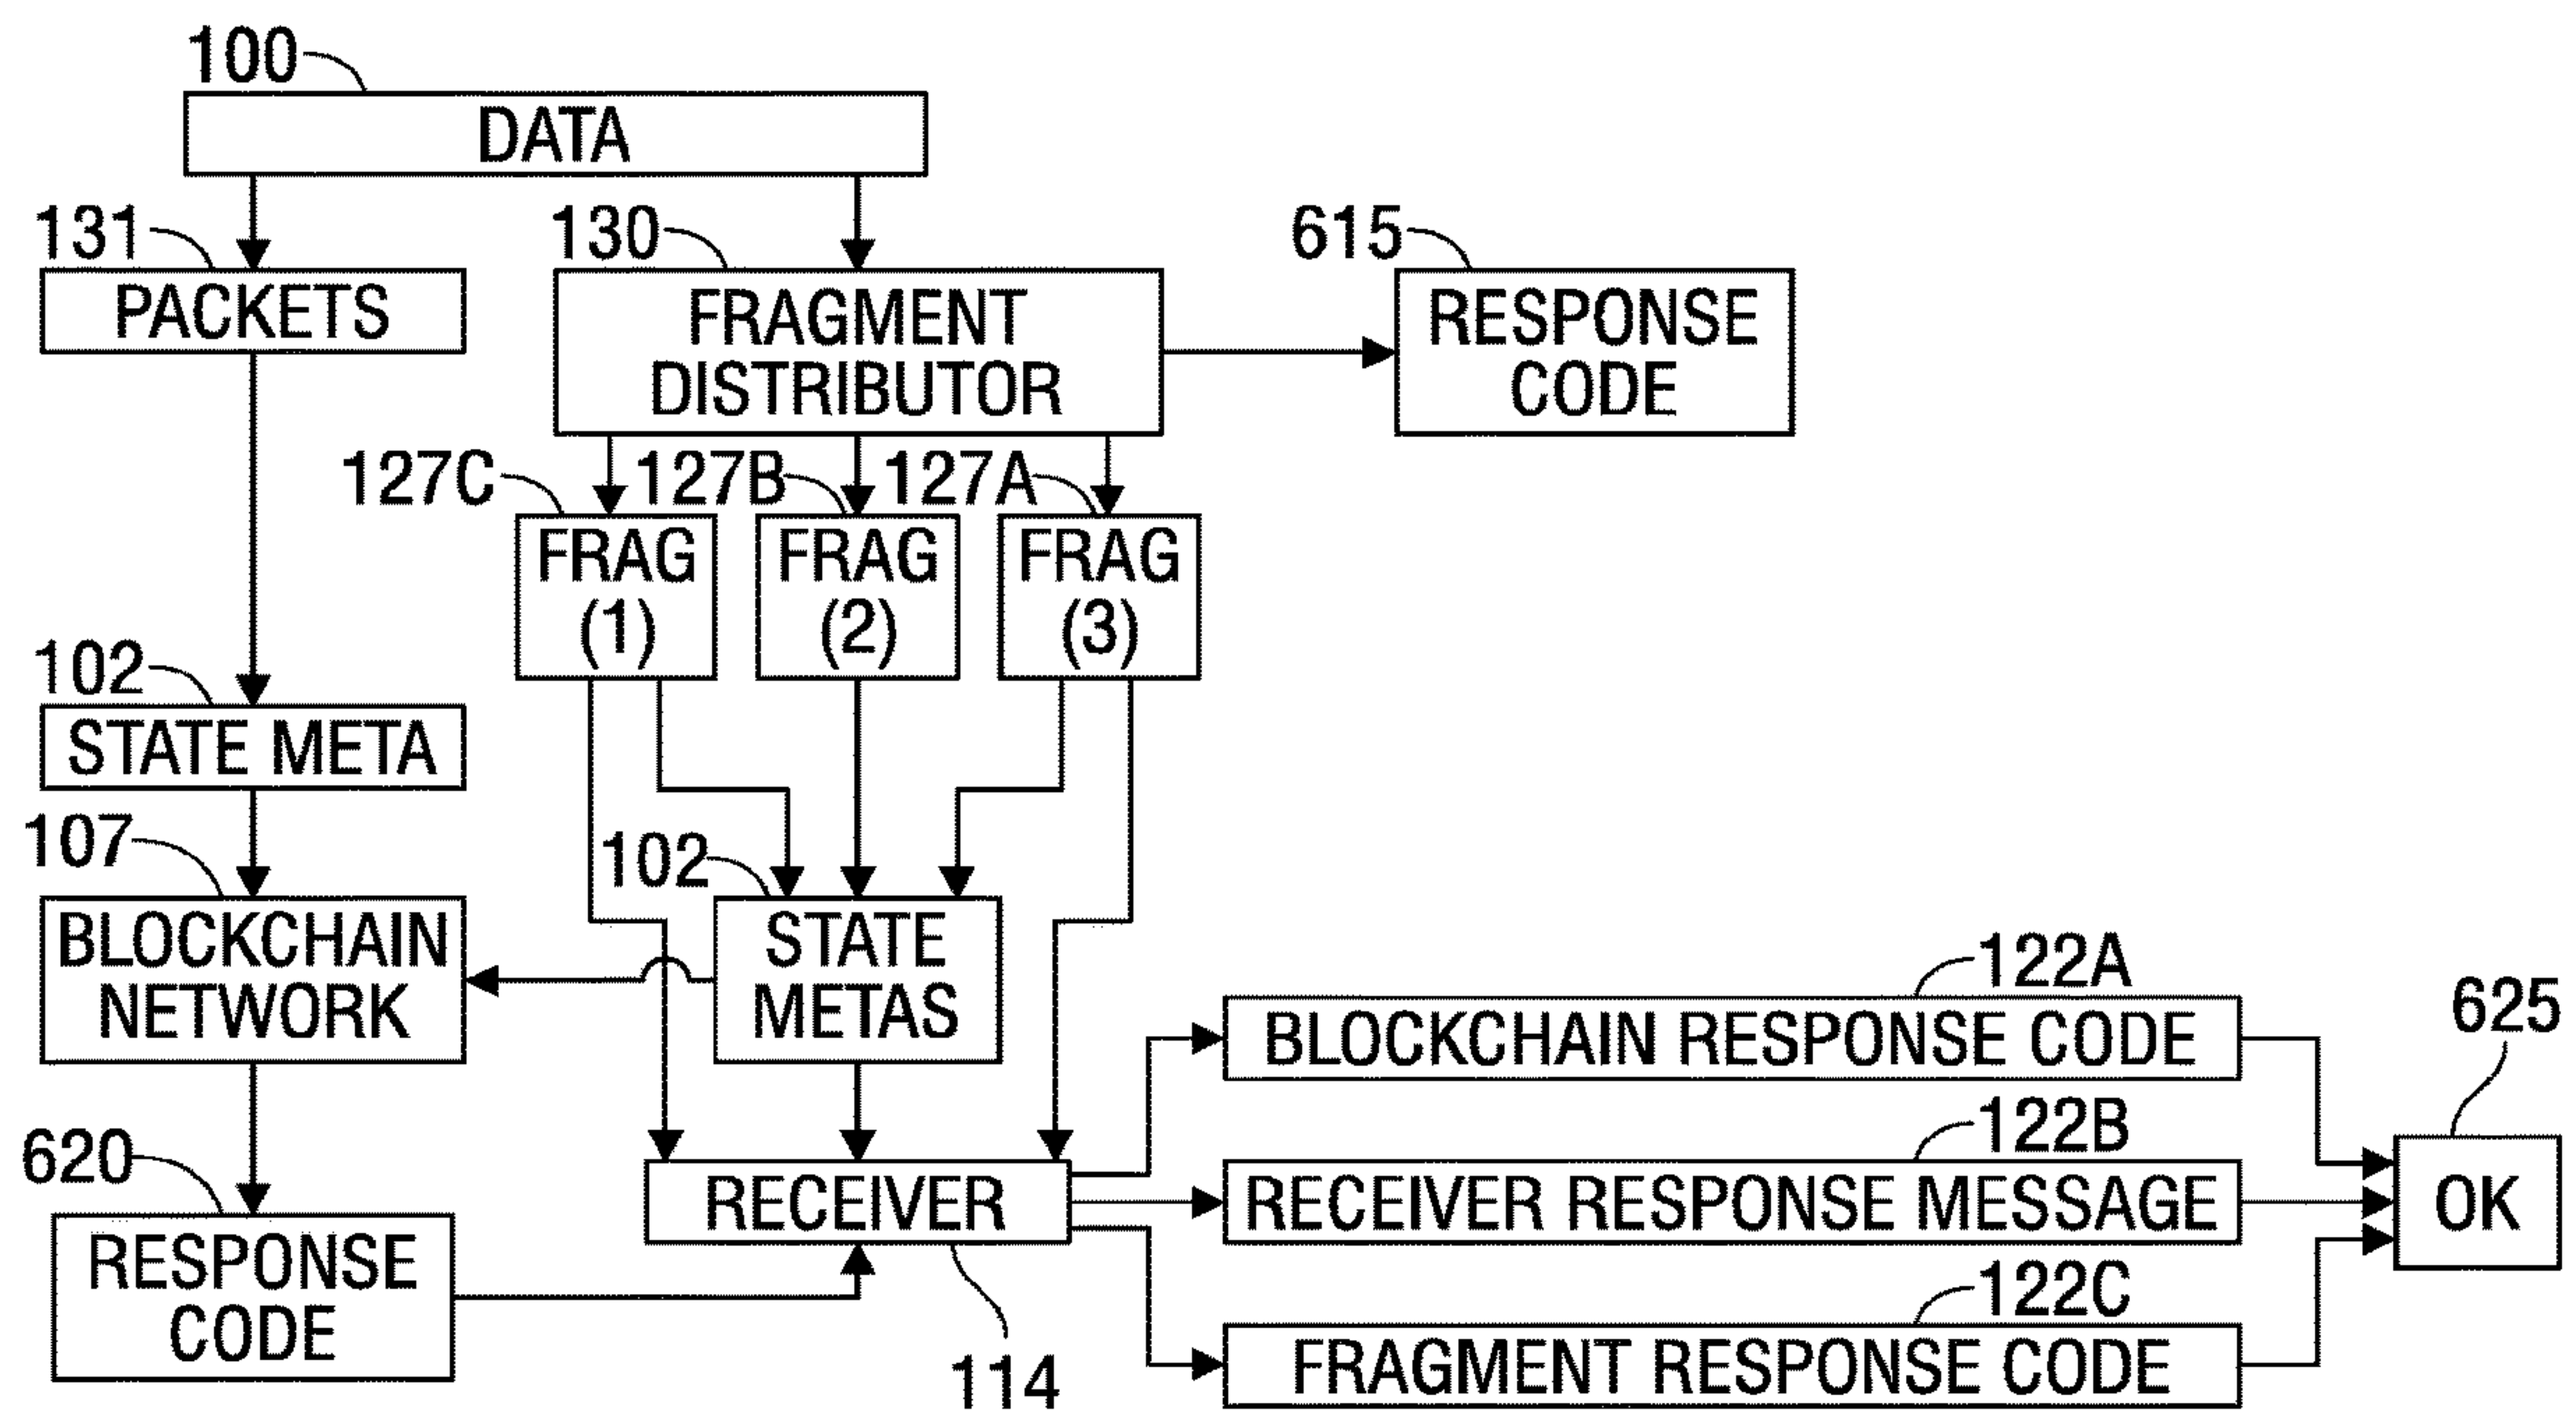 100
DATA
131
130
615
PACKETS
FRAGMENT
DISTRIBUTOR
RESPONSE
CODE
127C
127B
127A
FRAG
(1)
FRAG
(2)
FRAG
(3)
102
STATE META
107
102
BLOCKCHAIN
NETWORK
STATE
METAS
122A
BLOCKCHAIN RESPONSE CODE
625
620
122B
RECEIVER
RECEIVER RESPONSE MESSAGE
OK
RESPONSE
CODE
114
122C
FRAGMENT RESPONSE CODE